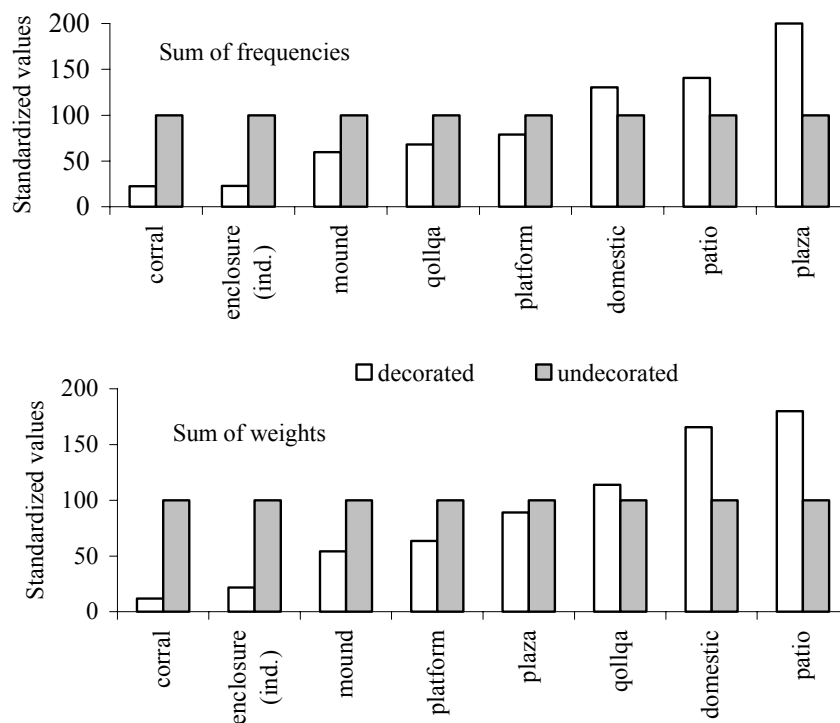 Standardized values
200
150
100
50
0
Sum of frequencies
corral
enclosure
(ind.)
mound
qollqa
platform
domestic
patio
plaza
decorated
undecorated
Standardized values
200
150
100
50
0
Sum of weights
corral
enclosure
(ind.)
mound
platform
plaza
qollqa
domestic
patio